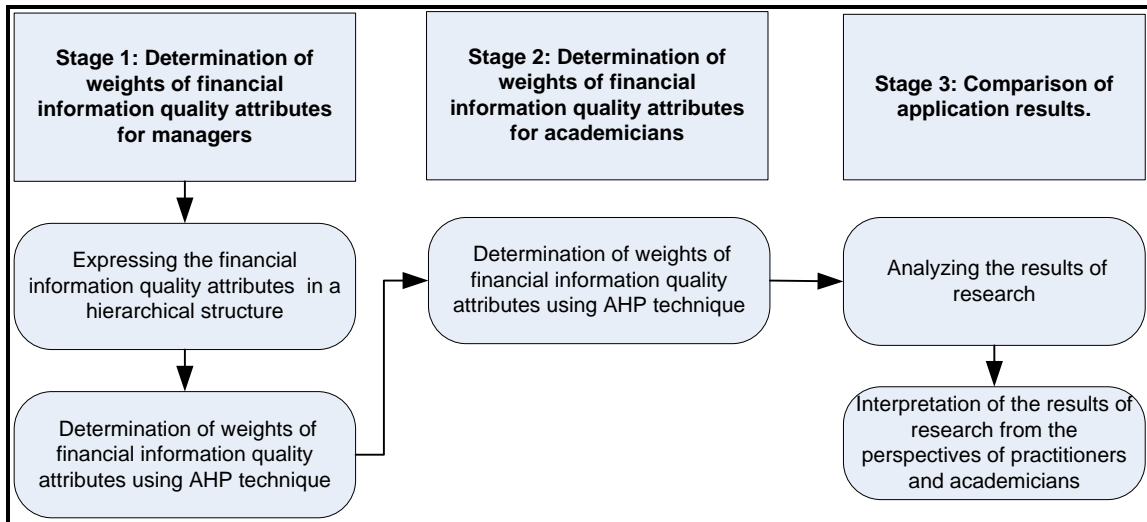 Stage 1: Determination of
weights of financial
information quality attributes
for managers
Expressing the financial
information quality attributes in a
hierarchical structure
Determination of weights of
financial information quality
attributes using AHP technique
Stage 2: Determination of
weights of financial
information quality attributes
for academicians
Determination of weights of
financial information quality
attributes using AHP technique
Stage 3: Comparison of
application results.
Analyzing the results of
research
Interpretation of the results of
research from the
perspectives of practitioners
and academicians